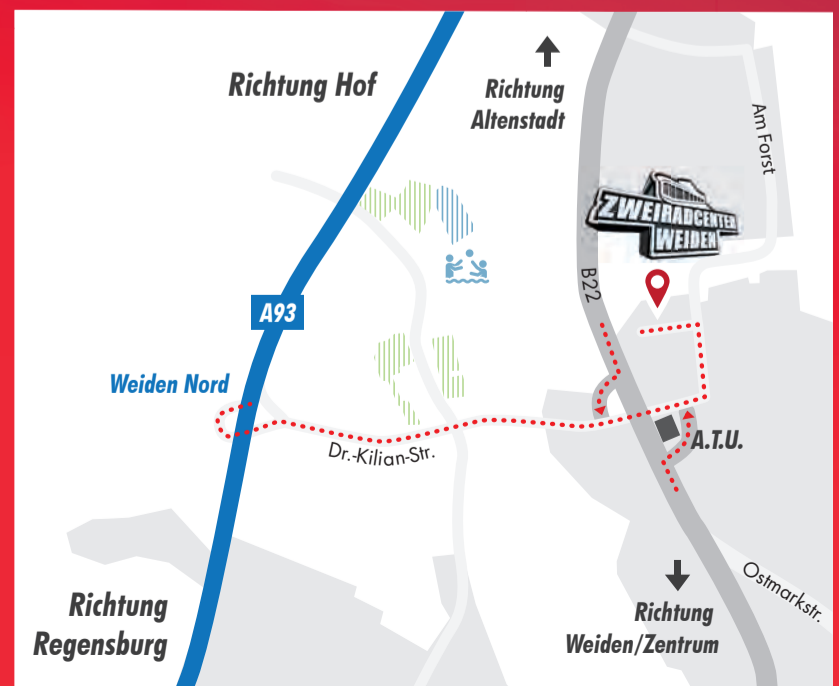 Richtung Hof
Richtung
Altenstadt
Am Forst
ZWEIRADCENTER
WEIDEN
B22
A93
Weiden Nord
Dr.-Kilian-Str.
A.T.U.
Ostmarkstr.
Richtung
Regensburg
Richtung
Weiden/Zentrum